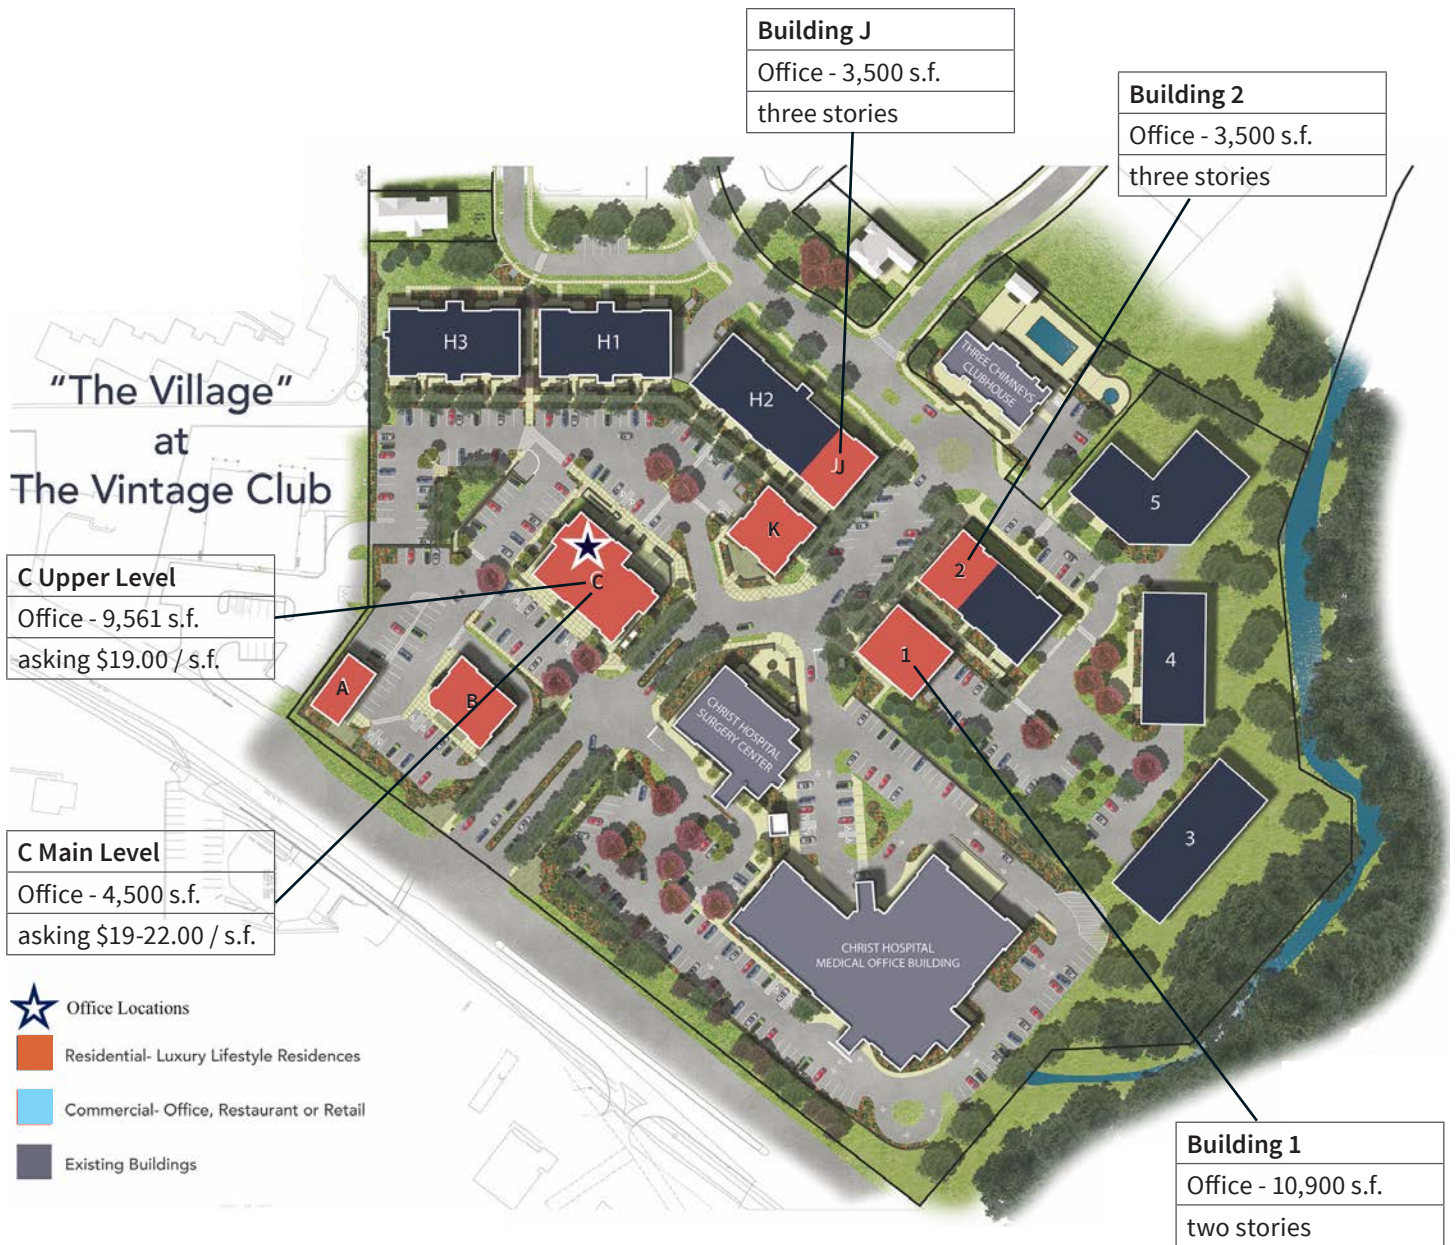 Building J
Office - 3,500 s.f.
three stories
Building 2
Office - 3,500 s.f.
three stories
"The Village"
at
The Vintage Club
H3
H1
H2
J
K
THREE CHIMNEYS
CLUBHOUSE
5
2
1
4
3
C
A
B
C Upper Level
Office - 9,561 s.f.
asking $19.00 / s.f.
CHRIST HOSPITAL
SURGERY CENTER
C Main Level
Office - 4,500 s.f.
asking $19-22.00 / s.f.
CHRIST HOSPITAL
MEDICAL OFFICE BUILDING
Office Locations
Residential- Luxury Lifestyle Residences
Commercial- Office, Restaurant or Retail
Existing Buildings
Building 1
Office - 10,900 s.f.
two stories